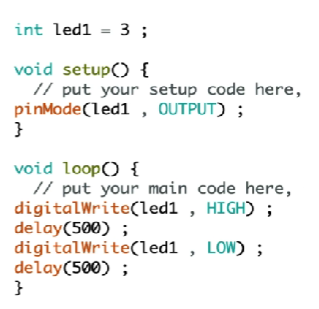 int led1 = 3 ;
void setup() {
// put your setup code here,
pinMode(led1 , OUTPUT) ;
}
void loop() {
// put your main code here,
digitalWrite(led1 , HIGH) ;
delay(500) ;
digitalWrite(led1 , LOW) ;
delay(500) ;
}